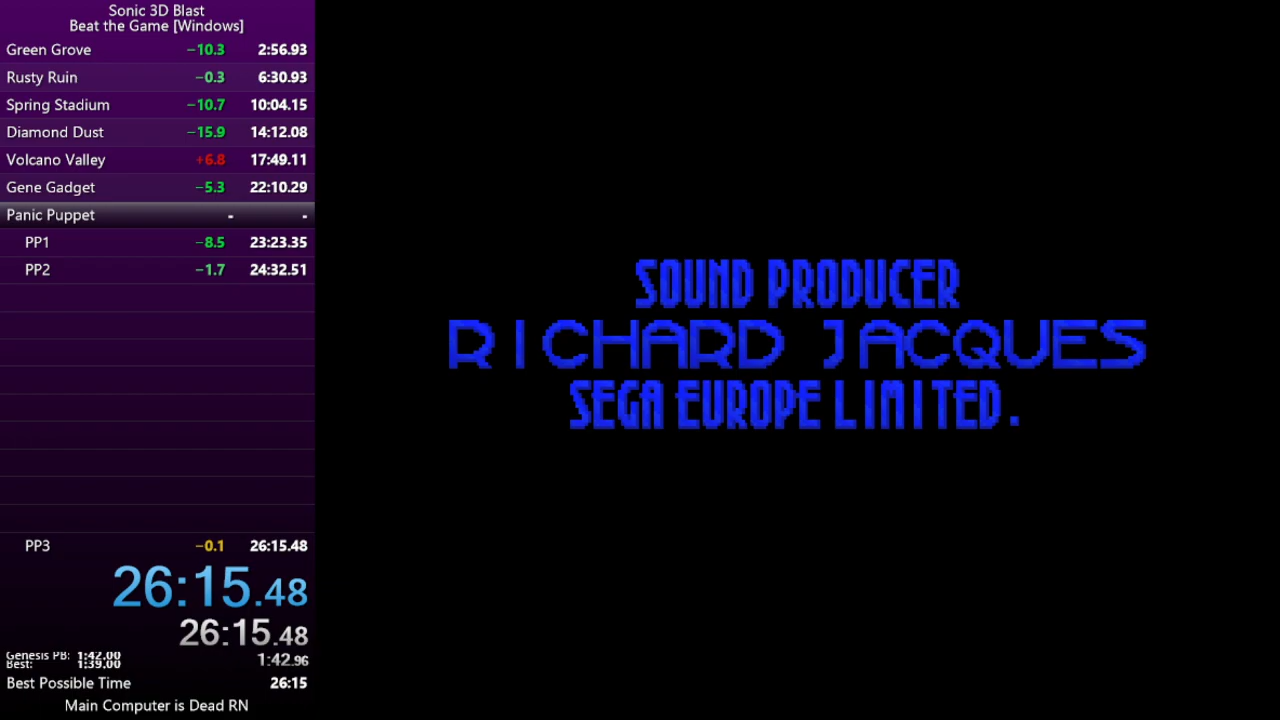 Sonic 3D Blast
Beat the Game [Windows]
Green Grove −10.3 2:56.93
Rusty Ruin −0.3 6:30.93
Spring Stadium −10.7 10:04.15
Diamond Dust −15.9 14:12.08
Volcano Valley +6.8 17:49.11
Gene Gadget −5.3 22:10.29
Panic Puppet - -
PP1 −8.5 23:23.35
PP2 −1.7 24:32.51
PP3 −0.1 26:15.48
26:15.48
26:15.48
Genesis PB: 1:42.00
Best: 1:39.00
1:42.96
Best Possible Time 26:15
Main Computer is Dead RN
SOUND PRODUCER
RICHARD JACQUES
SEGA EUROPE LIMITED.